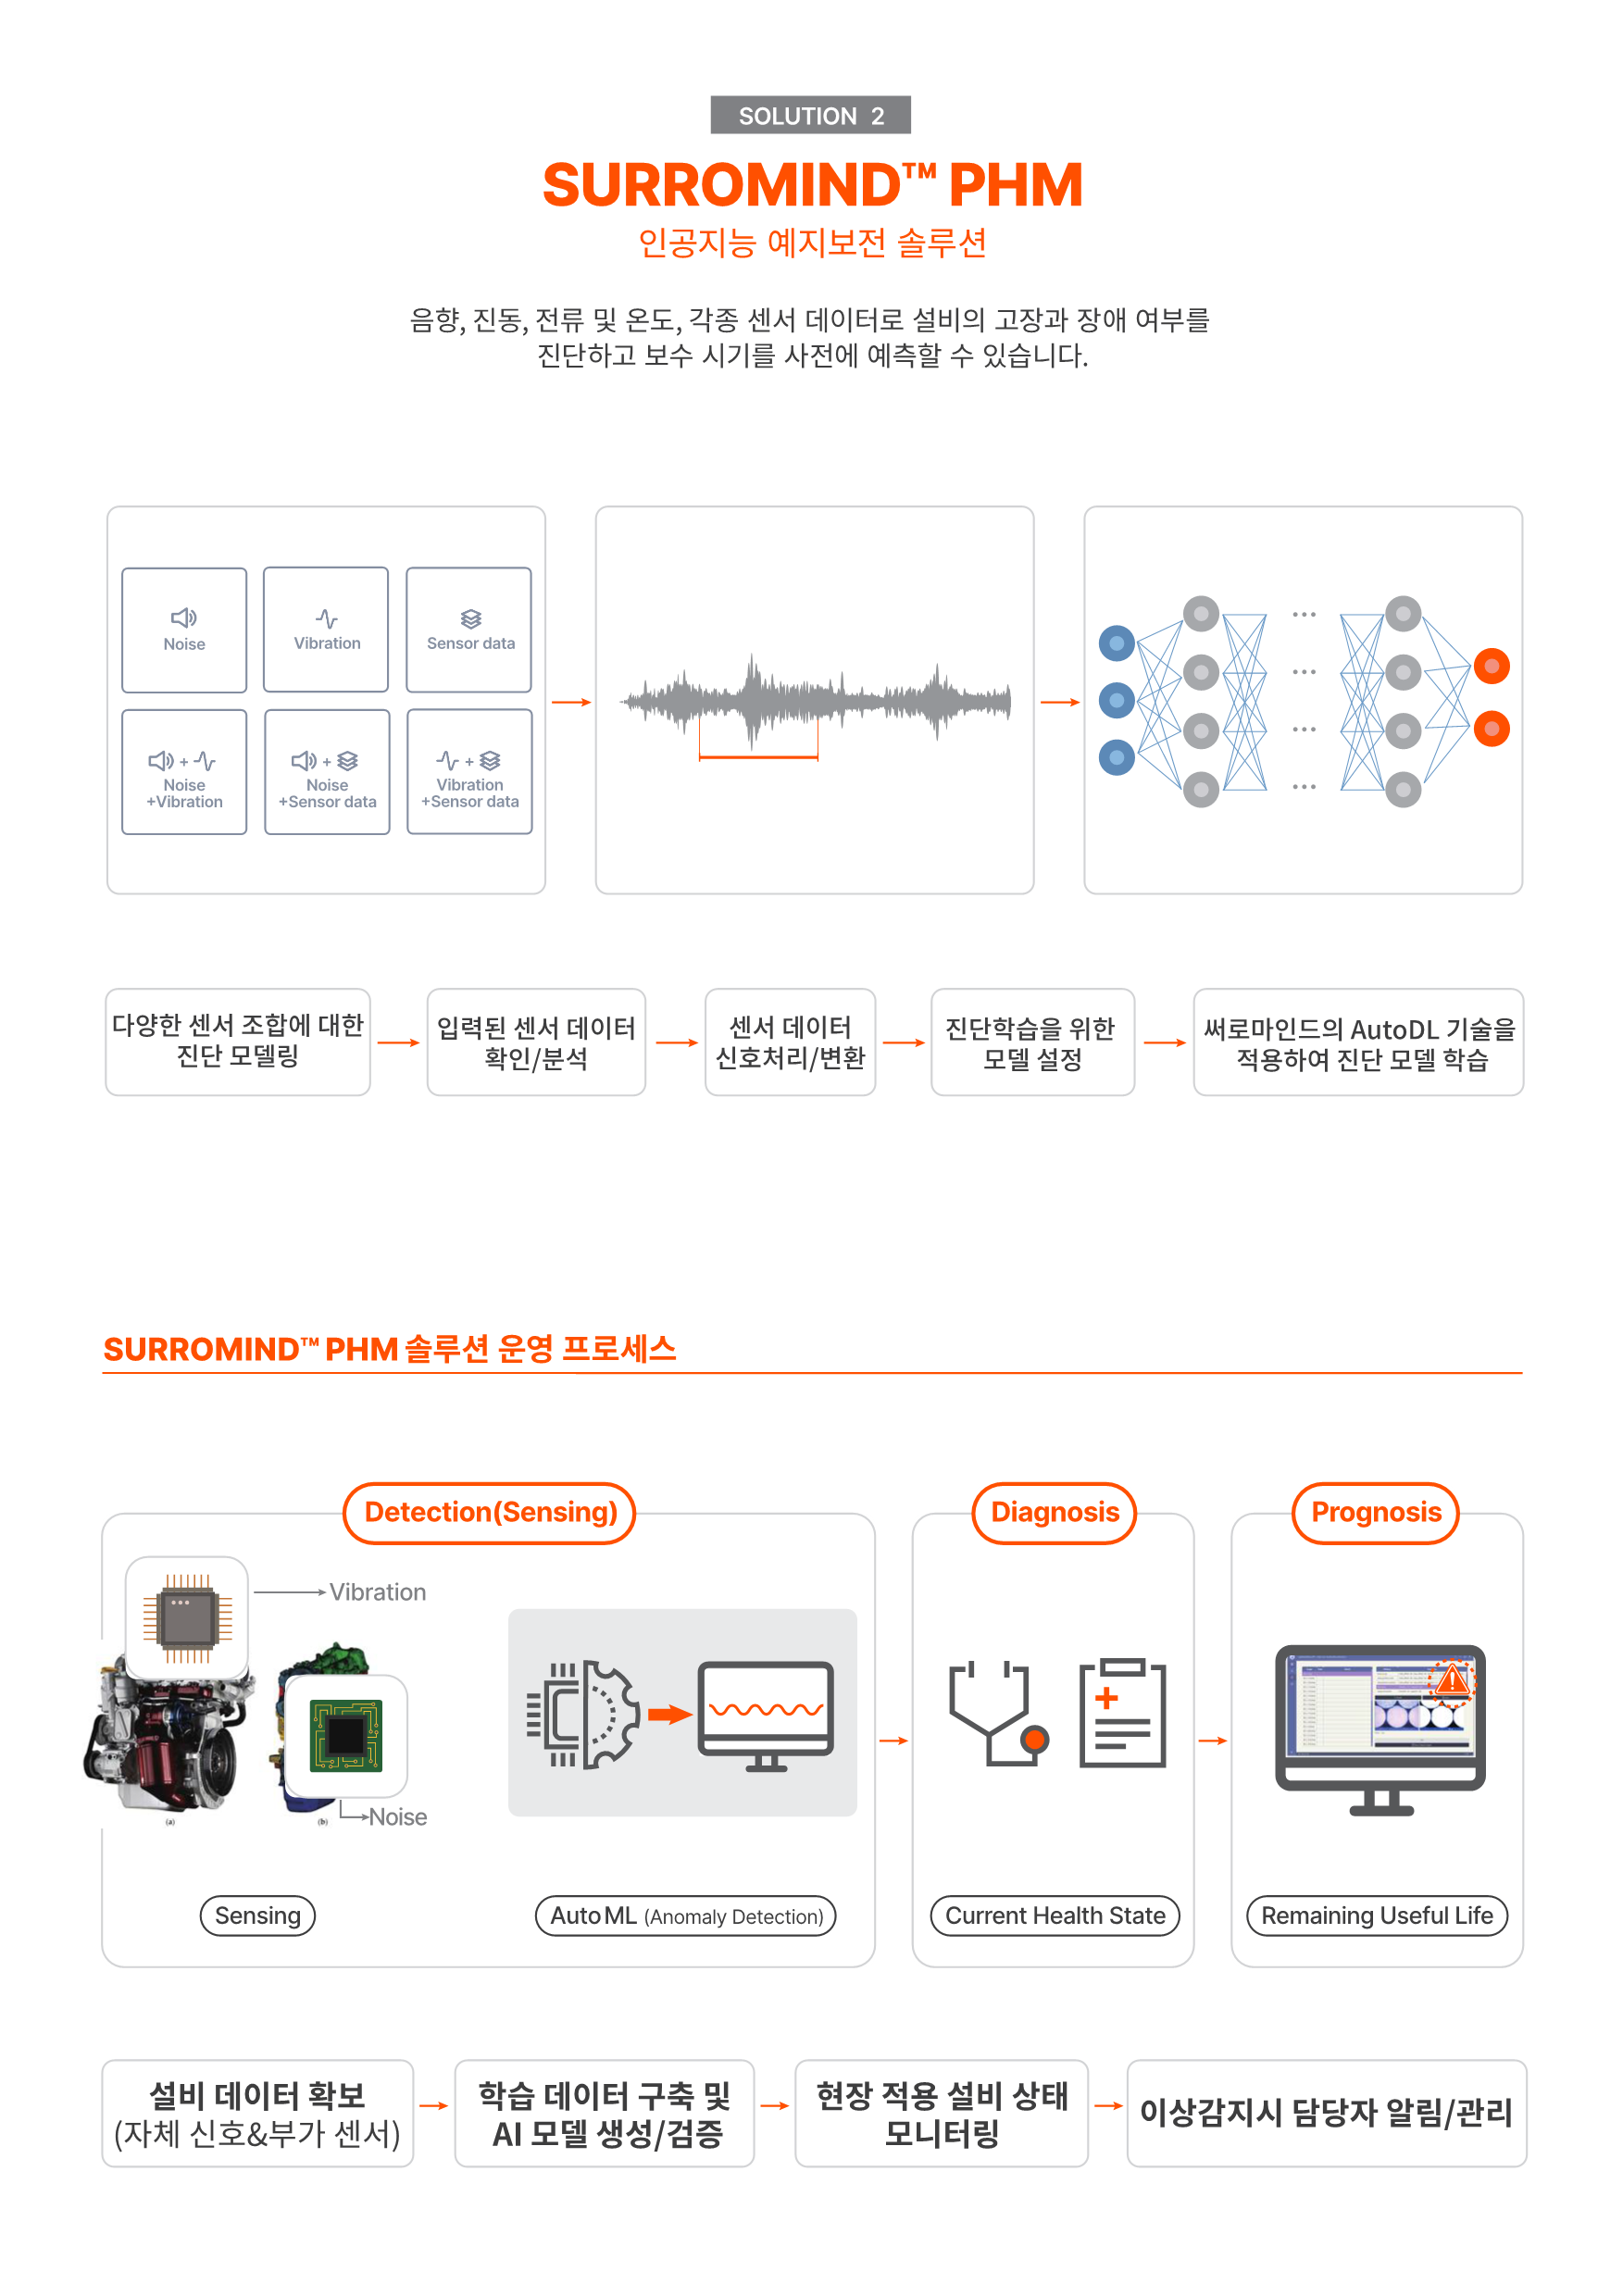 SOLUTION 2
SURROMIND™ PHM
인공지능 예지보전 솔루션
음향, 진동, 전류 및 온도, 각종 센서 데이터로 설비의 고장과 장애 여부를
진단하고 보수 시기를 사전에 예측할 수 있습니다.
Noise
Vibration
Sensor data
+
Noise
+Vibration
+
Noise
+Sensor data
+
Vibration
+Sensor data
다양한 센서 조합에 대한
진단 모델링
입력된 센서 데이터
확인/분석
센서 데이터
신호처리/변환
진단학습을 위한
모델 설정
써로마인드의 AutoDL 기술을
적용하여 진단 모델 학습
SURROMIND™ PHM 솔루션 운영 프로세스
Detection(Sensing)
Vibration
Noise
(a)
(b)
Sensing
Auto ML (Anomaly Detection)
Diagnosis
Current Health State
Prognosis
Remaining Useful Life
설비 데이터 확보
(자체 신호&부가 센서)
학습 데이터 구축 및
AI 모델 생성/검증
현장 적용 설비 상태
모니터링
이상감지시 담당자 알림/관리